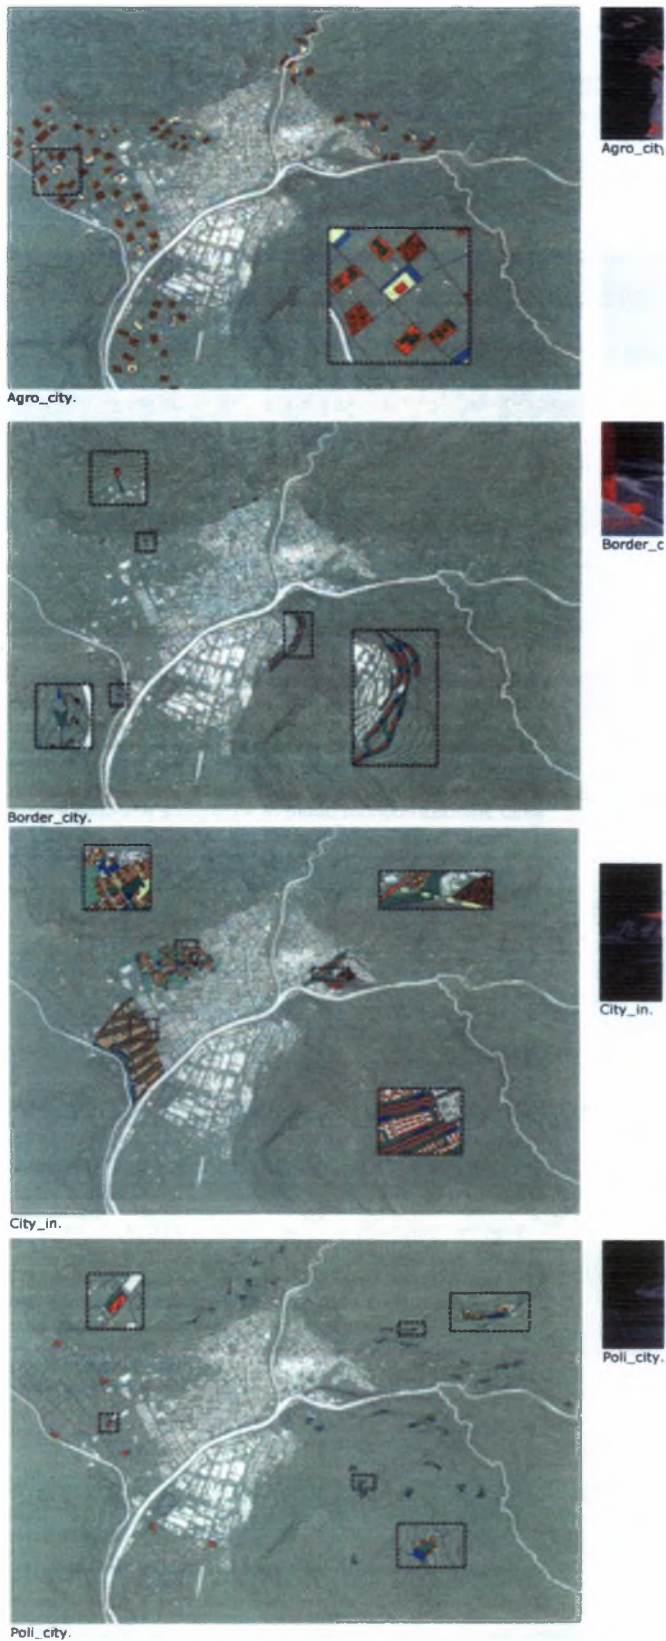 Agro_city.
Agro_city
Border_city.
Border_c
City_in.
City_in.
Poli_city.
Poli_city.